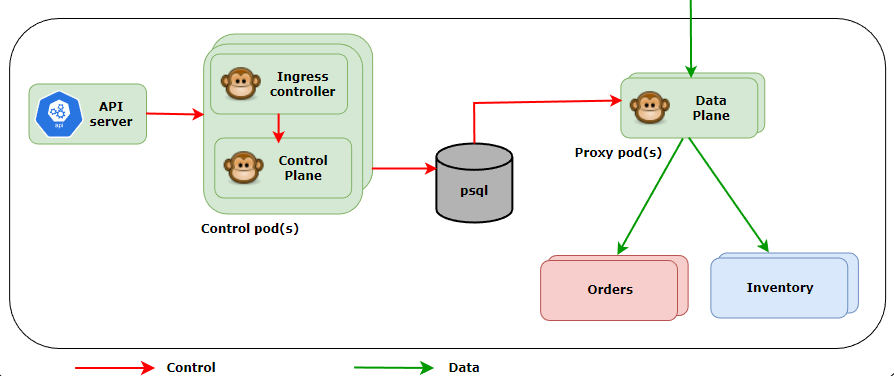 API
server
api
Ingress
controller
Control
Plane
Control pod(s)
psql
Data
Plane
Proxy pod(s)
Orders
Inventory
Control
Data